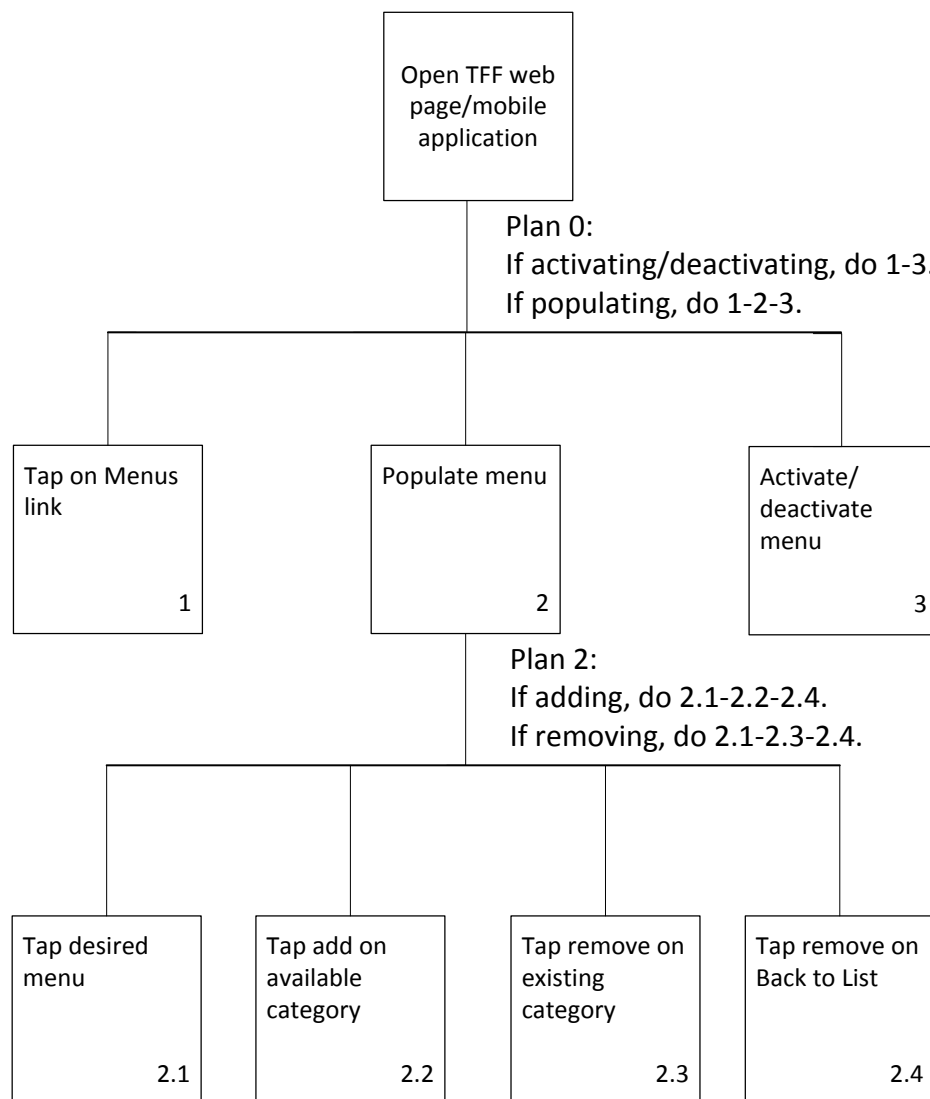 Open TFF web
page/mobile
application
Plan 0:
If activating/deactivating, do 1-3.
If populating, do 1-2-3.
Tap on Menus
link
1
Populate menu
2
Activate/
deactivate
menu
3
Plan 2:
If adding, do 2.1-2.2-2.4.
If removing, do 2.1-2.3-2.4.
Tap desired
menu
2.1
Tap add on
available
category
2.2
Tap remove on
existing
category
2.3
Tap remove on
Back to List
2.4